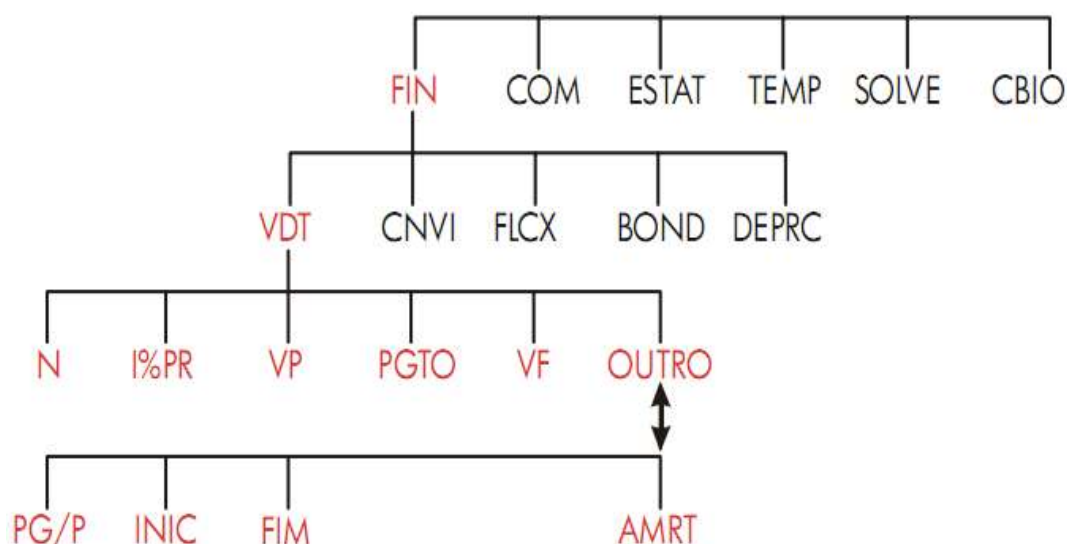 FIN COM ESTAT TEMP SOLVE CBIO
VDT CNVI FLCX BOND DEPRC
N I%PR VP PGTO VF OUTRO
PG/P INIC FIM AMRT